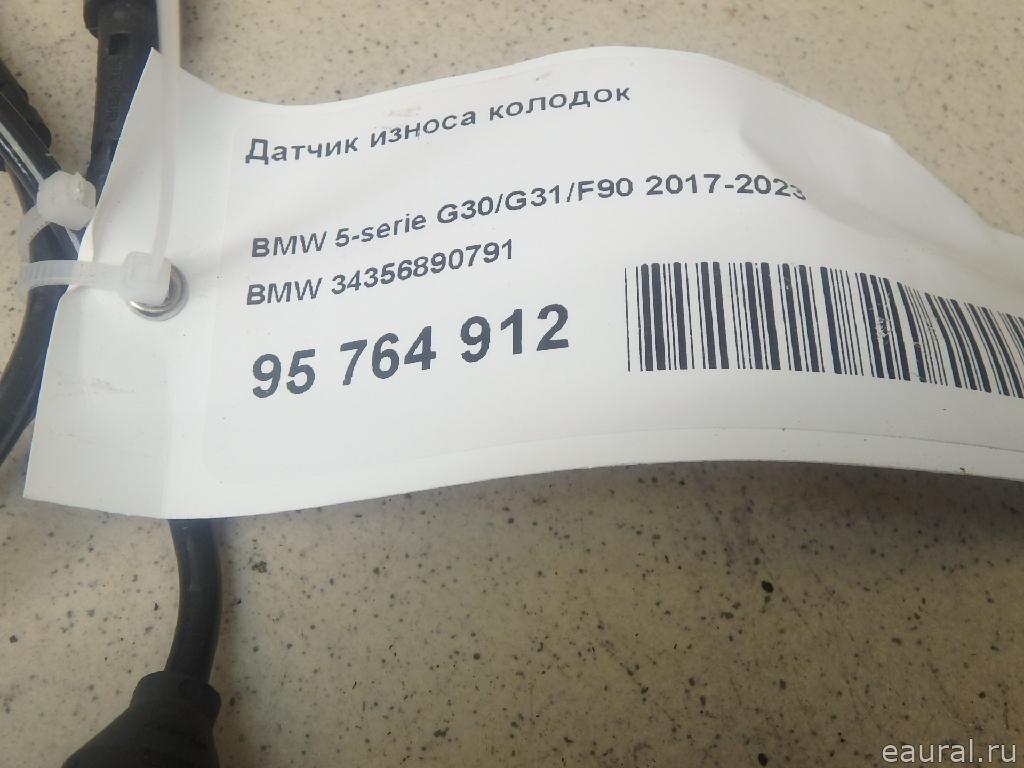 Датчик износа колодок
BMW 5-serie G30/G31/F90 2017-2023
BMW 34356890791
95 764 912
eaural.ru